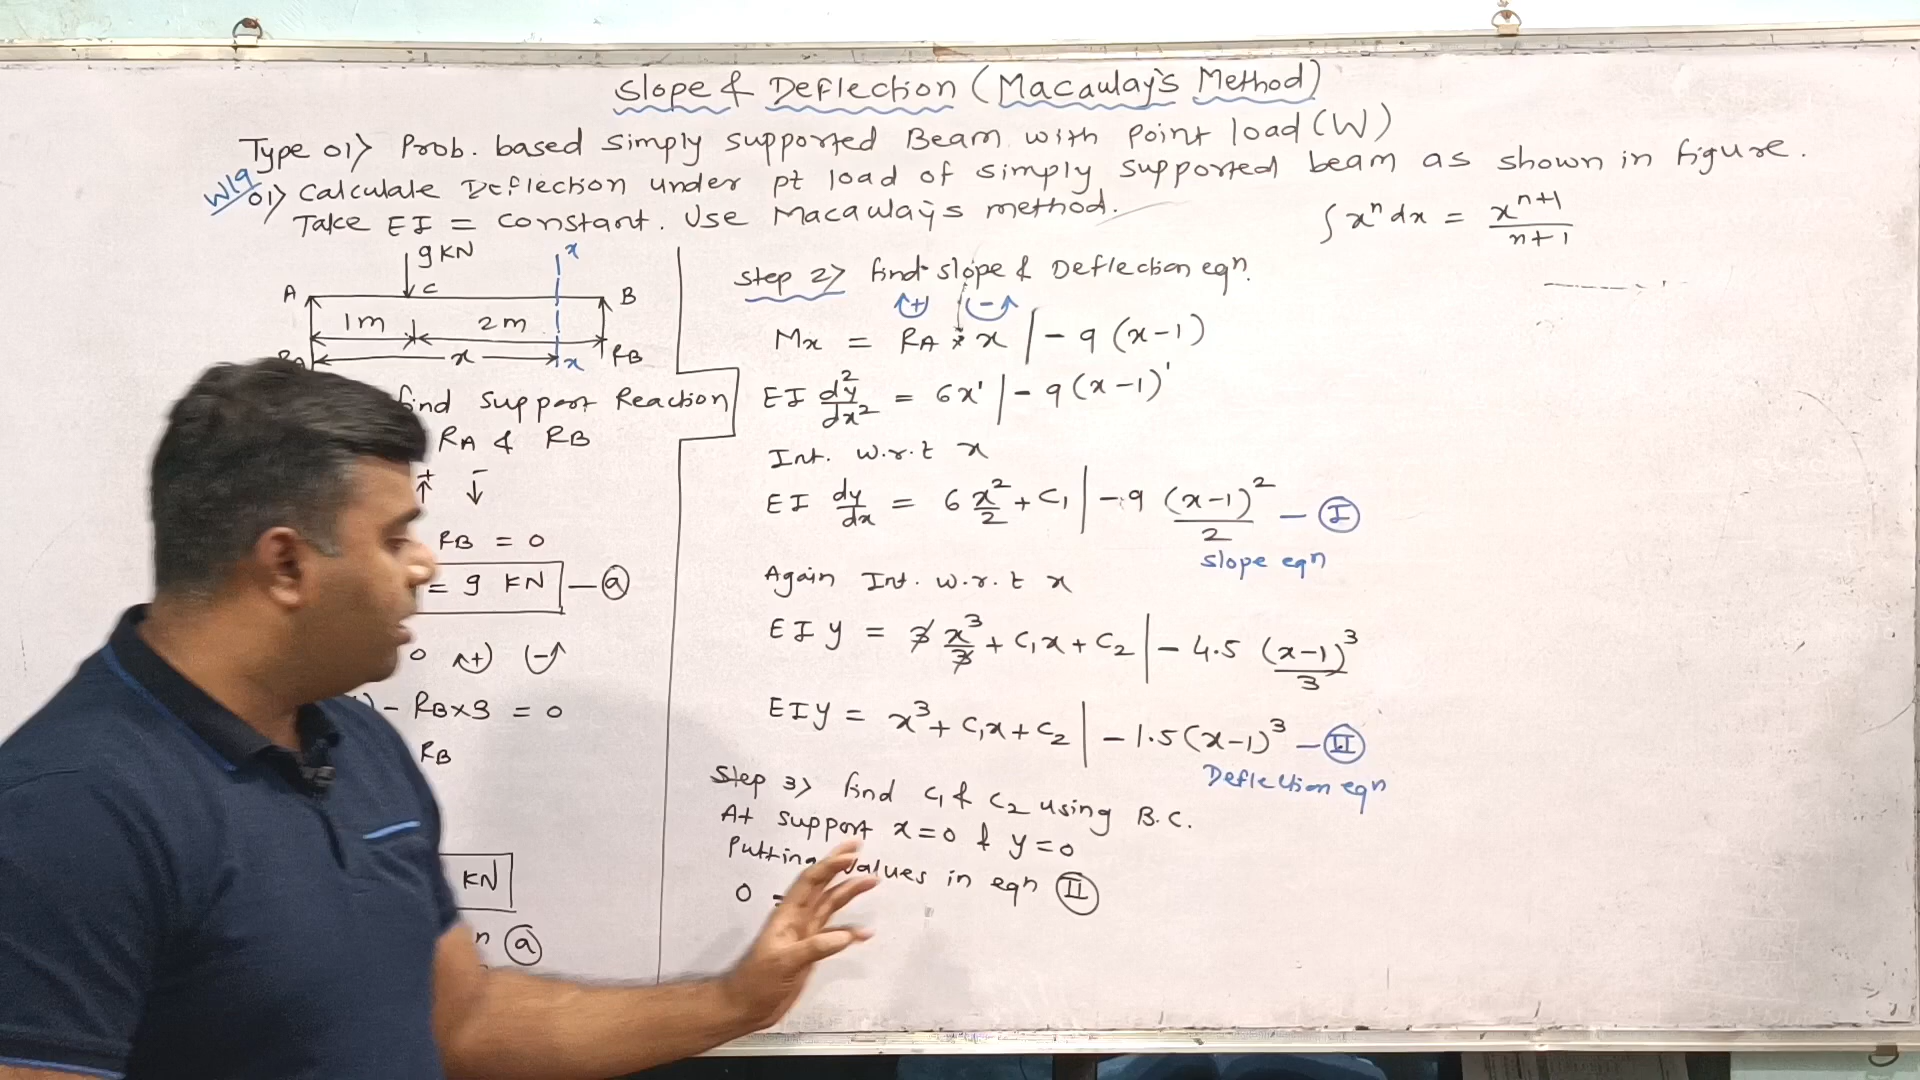 Slope & Deflection (Macaulay's Method)
Type 01> Prob. based simply supported Beam with point load (W)
W19
01> Calculate Deflection under pt load of simply supported beam as shown in figure.
Take EI = constant. Use Macaulay's method.
∫ xⁿ dx = xⁿ⁺¹ / n+1
9 KN
x
A C B
1m 2m
x x RB
find support Reaction
RA & RB
+↑ -↓
RB = 0
= 9 KN — (a)
0 (+) (-)
) - RB×3 = 0
RB
KN
n (a)
Step 2> find slope & Deflection eqn.
(+) (-)
Mx = RA × x | - 9 (x-1)
EI d²y/dx² = 6x' | - 9 (x-1)'
Int. w.r.t x
EI dy/dx = 6 x²/2 + C₁ | - 9 (x-1)²/2 — (I)
slope eqn
Again Int. w.r.t x
EI y = 3 x³/3 + C₁x + C₂ | - 4.5 (x-1)³/3
EIy = x³ + C₁x + C₂ | - 1.5 (x-1)³ — (II)
Deflection eqn
Step 3> find C₁ & C₂ using B.C.
At support x=0 & y=0
Putting values in eqn (II)
0 =